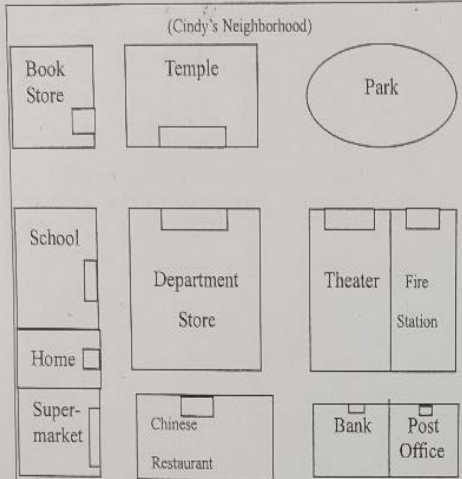 (Cindy's Neighborhood)
Book
Store
Temple
Park
School
Department
Store
Theater
Fire
Station
Home
Super-
market
Chinese
Restaurant
Bank
Post
Office